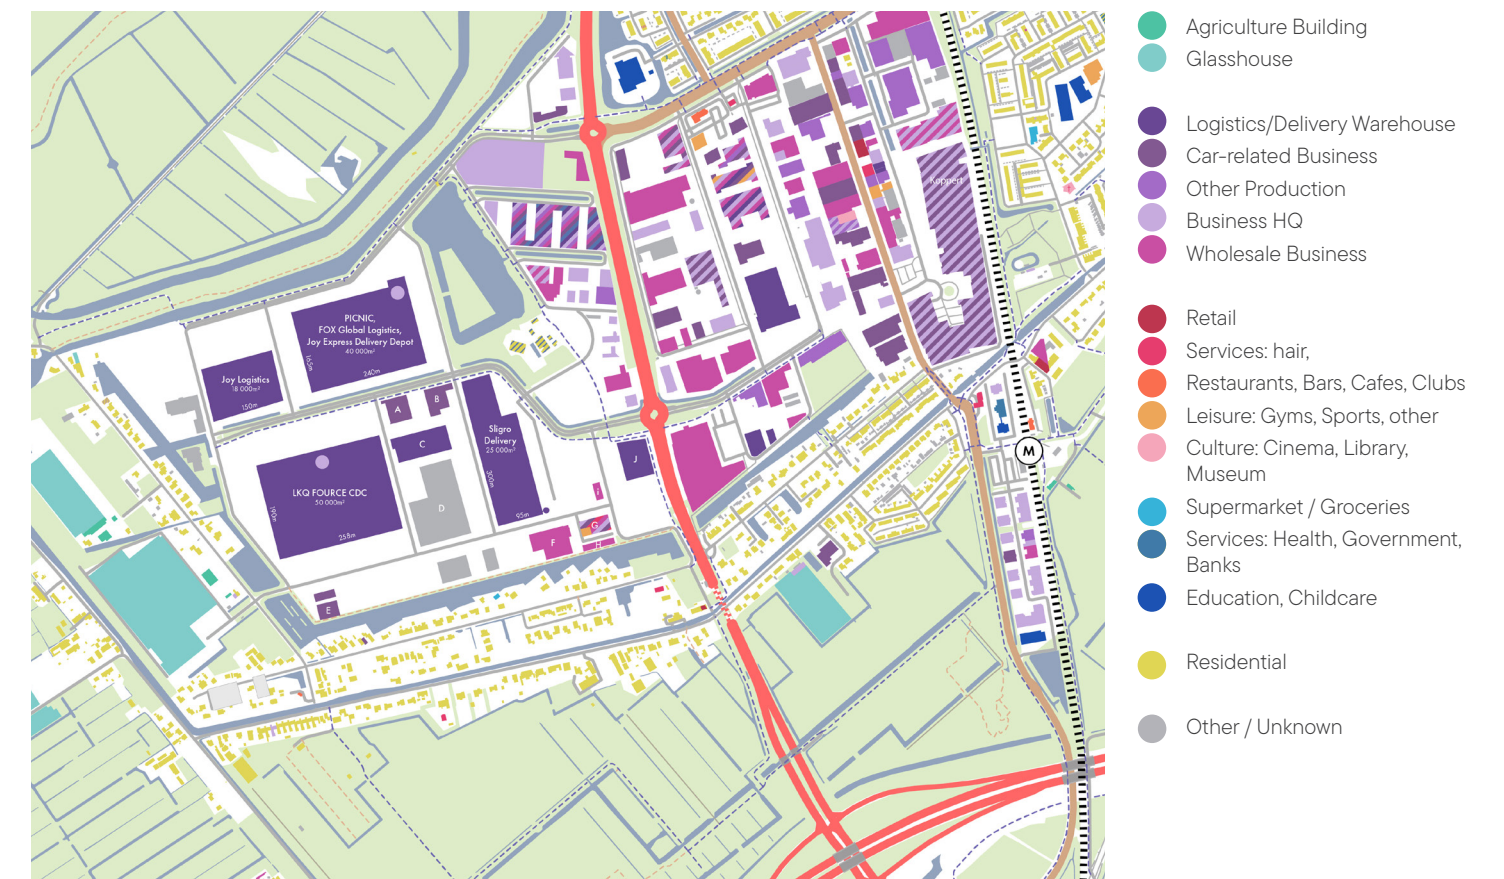 Agriculture Building
Glasshouse
Logistics/Delivery Warehouse
Car-related Business
Other Production
Business HQ
Wholesale Business
Retail
Services: hair,
Restaurants, Bars, Cafes, Clubs
Leisure: Gyms, Sports, other
Culture: Cinema, Library,
Museum
Supermarket / Groceries
Services: Health, Government,
Banks
Education, Childcare
Residential
Other / Unknown
Koppert
PICNIC,
FOX Global Logistics,
Joy Express Delivery Depot
40 000m²
165m
240m
Joy Logistics
18 000m²
150m
A
B
C
D
Sligro
Delivery
25 000m²
300m
95m
LKQ FOURCE CDC
50 000m²
190m
258m
E
F
G
H
I
J
M